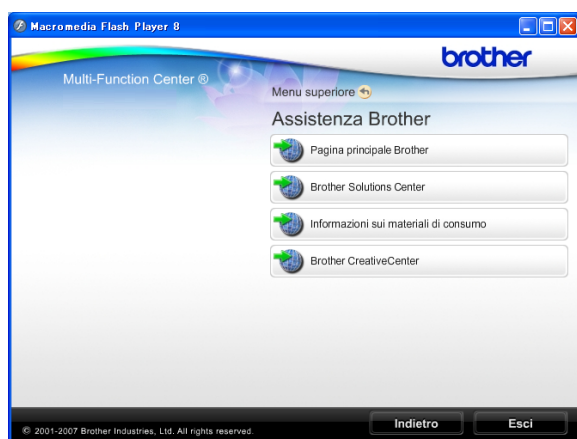 Macromedia Flash Player 8
brother
Multi-Function Center ®
Menu superiore
Assistenza Brother
Pagina principale Brother
Brother Solutions Center
Informazioni sui materiali di consumo
Brother CreativeCenter
© 2001-2007 Brother Industries, Ltd. All rights reserved.
Indietro
Esci